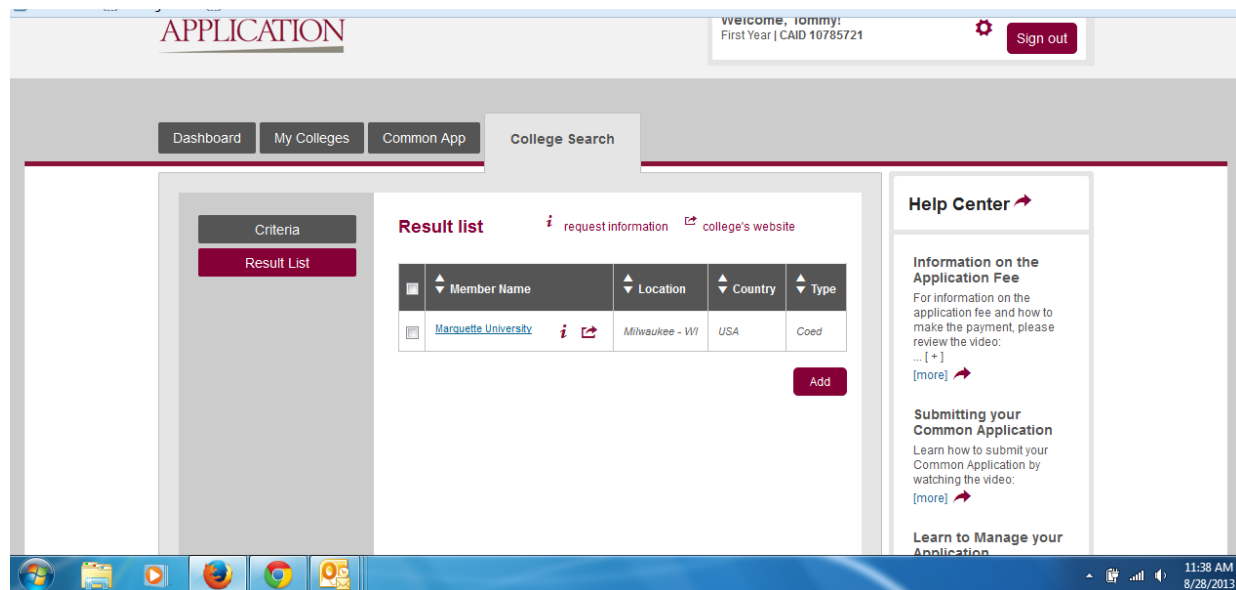 APPLICATION
Welcome, Tommy!
First Year | CAID 10785721
Sign out
Dashboard
My Colleges
Common App
College Search
Criteria
Result List
Result list
i request information
college's website
Member Name
Location
Country
Type
Marquette University
i
Milwaukee - WI
USA
Coed
Add
Help Center
Information on the
Application Fee
For information on the
application fee and how to
make the payment, please
review the video:
... [ + ]
[more]
Submitting your
Common Application
Learn how to submit your
Common Application by
watching the video:
[more]
Learn to Manage your
Application
11:38 AM
8/28/2013